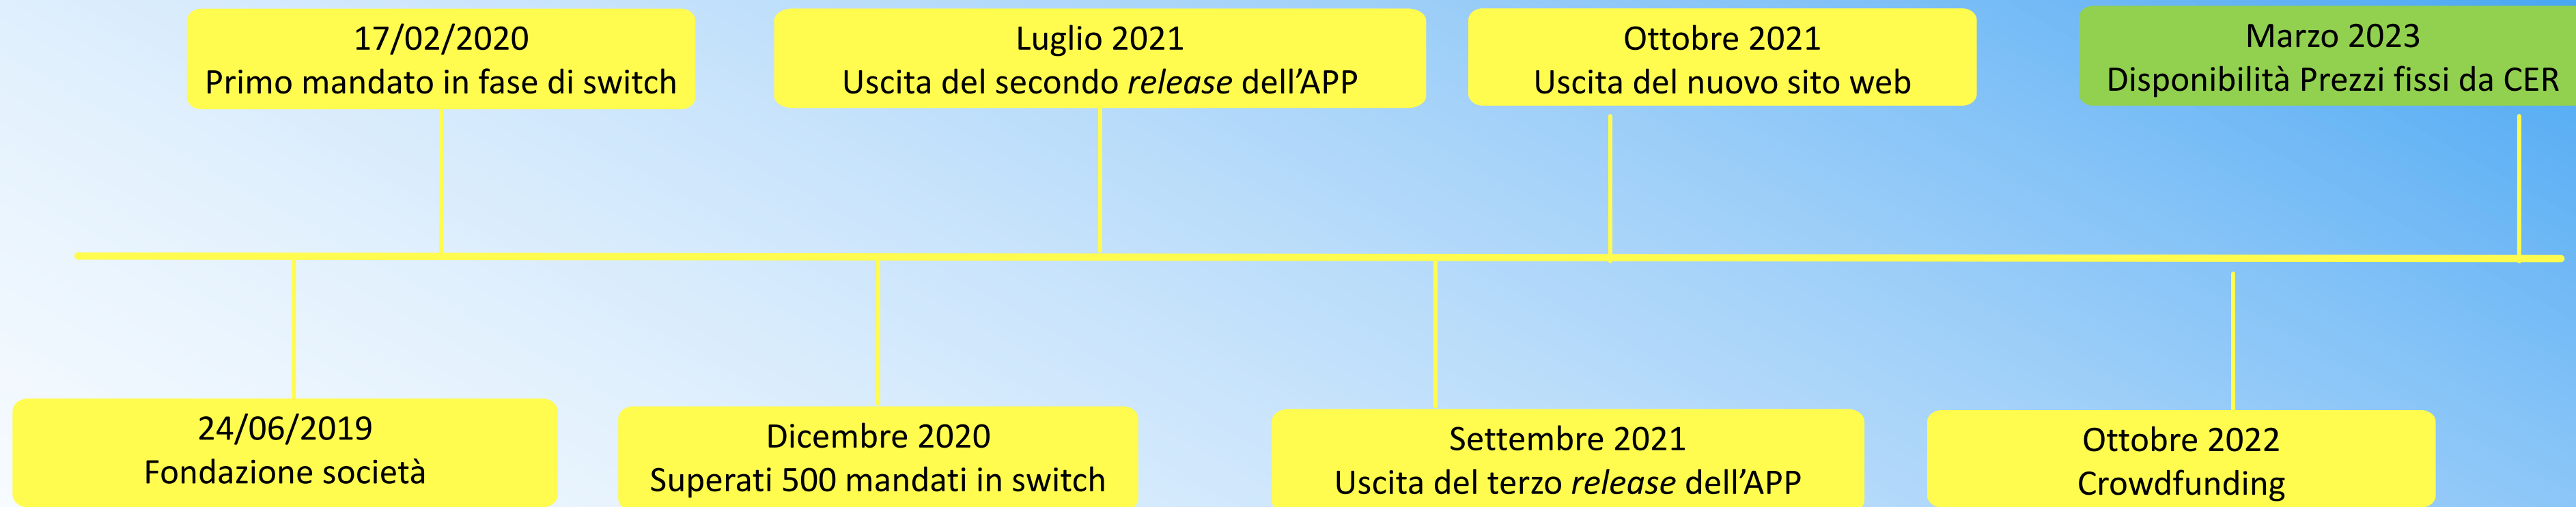 17/02/2020
Primo mandato in fase di switch
Luglio 2021
Uscita del secondo release dell’APP
Ottobre 2021
Uscita del nuovo sito web
Marzo 2023
Disponibilità Prezzi fissi da CER
24/06/2019
Fondazione società
Dicembre 2020
Superati 500 mandati in switch
Settembre 2021
Uscita del terzo release dell’APP
Ottobre 2022
Crowdfunding